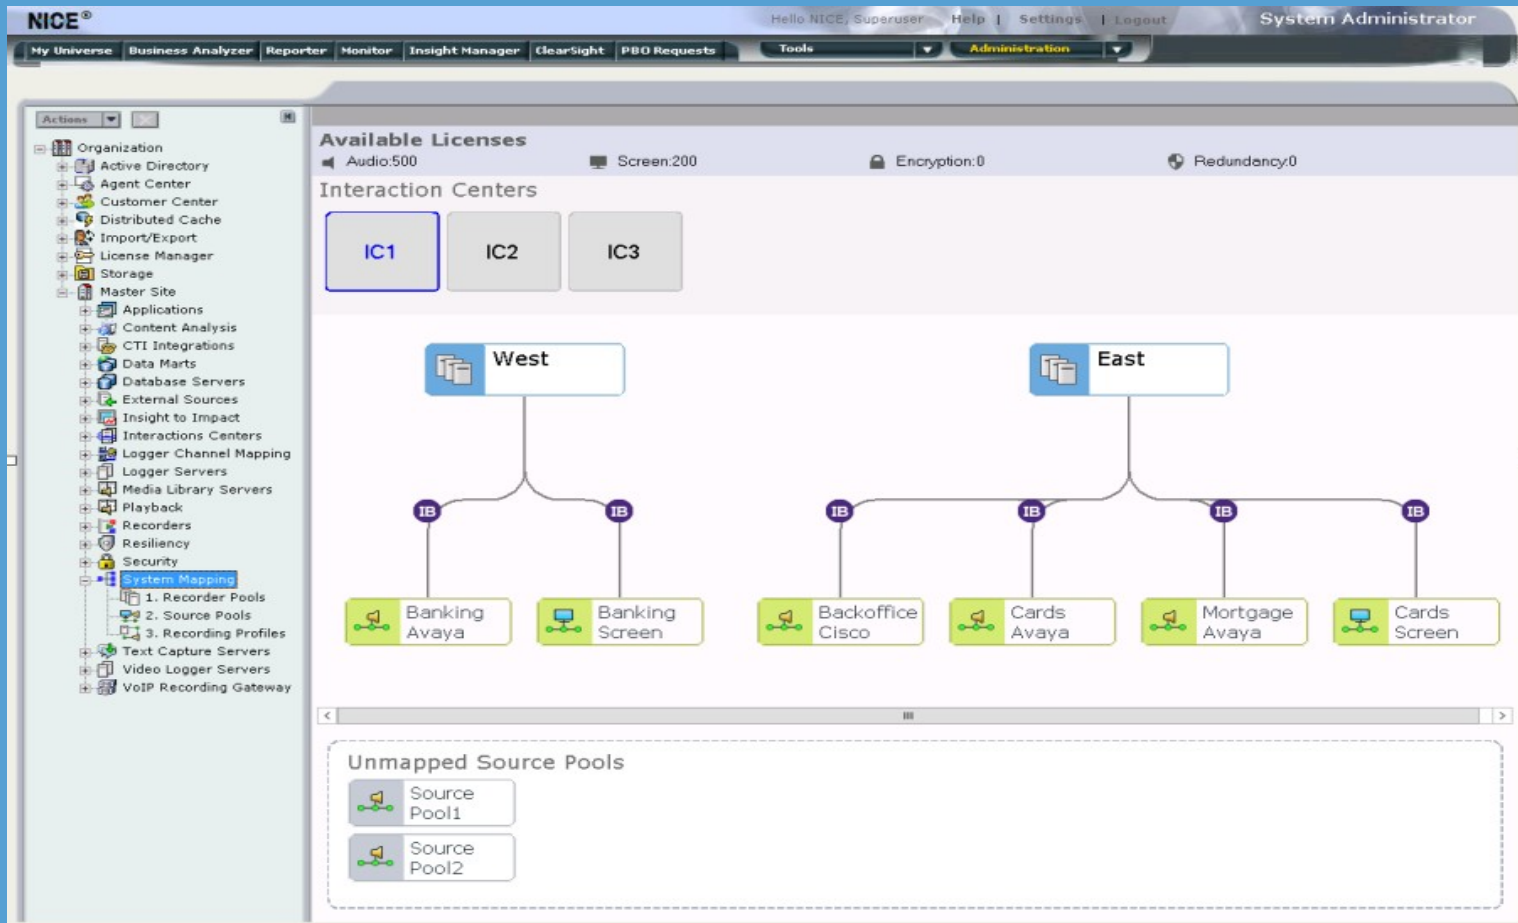 NICE®
Hello NICE, Superuser Help | Settings | Logout
System Administrator
My Universe Business Analyzer Reporter Monitor Insight Manager ClearSight PBO Requests Tools Administration
Actions
Organization
Active Directory
Agent Center
Customer Center
Distributed Cache
Import/Export
License Manager
Storage
Master Site
Applications
Content Analysis
CTI Integrations
Data Marts
Database Servers
External Sources
Insight to Impact
Interactions Centers
Logger Channel Mapping
Logger Servers
Media Library Servers
Playback
Recorders
Resiliency
Security
System Mapping
1. Recorder Pools
2. Source Pools
3. Recording Profiles
Text Capture Servers
Video Logger Servers
VoIP Recording Gateway
Available Licenses
Audio:500 Screen:200 Encryption:0 Redundancy:0
Interaction Centers
IC1 IC2 IC3
West
East
IB IB IB IB IB IB
Banking
Avaya
Banking
Screen
Backoffice
Cisco
Cards
Avaya
Mortgage
Avaya
Cards
Screen
Unmapped Source Pools
Source
Pool1
Source
Pool2